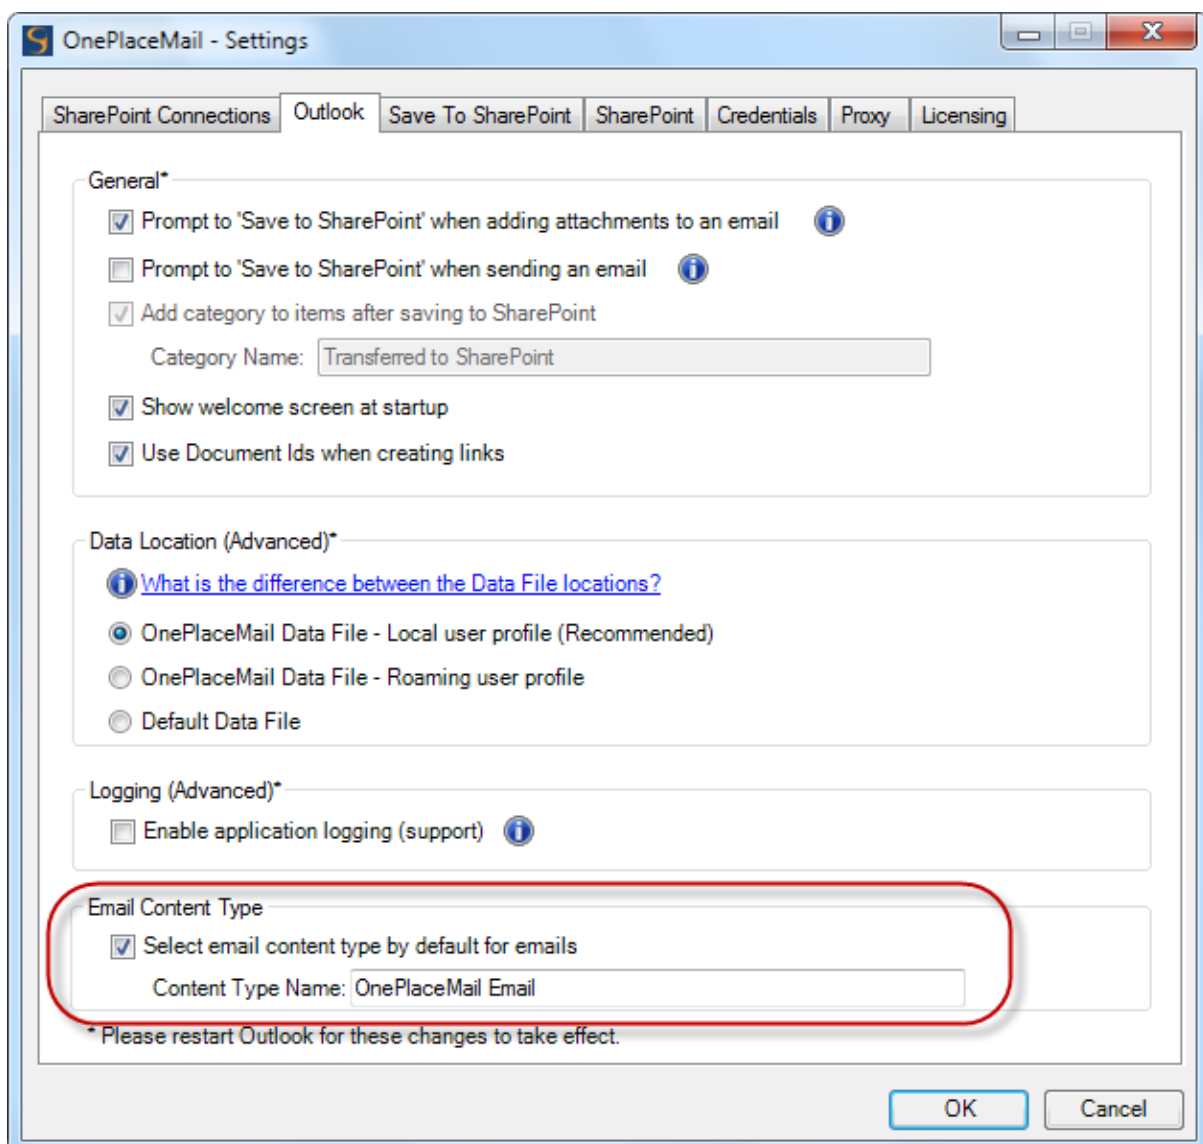 OnePlaceMail - Settings
SharePoint Connections Outlook Save To SharePoint SharePoint Credentials Proxy Licensing
General*
Prompt to 'Save to SharePoint' when adding attachments to an email
Prompt to 'Save to SharePoint' when sending an email
Add category to items after saving to SharePoint
Category Name: Transferred to SharePoint
Show welcome screen at startup
Use Document Ids when creating links
Data Location (Advanced)*
What is the difference between the Data File locations?
OnePlaceMail Data File - Local user profile (Recommended)
OnePlaceMail Data File - Roaming user profile
Default Data File
Logging (Advanced)*
Enable application logging (support)
Email Content Type
Select email content type by default for emails
Content Type Name: OnePlaceMail Email
* Please restart Outlook for these changes to take effect.
OK Cancel